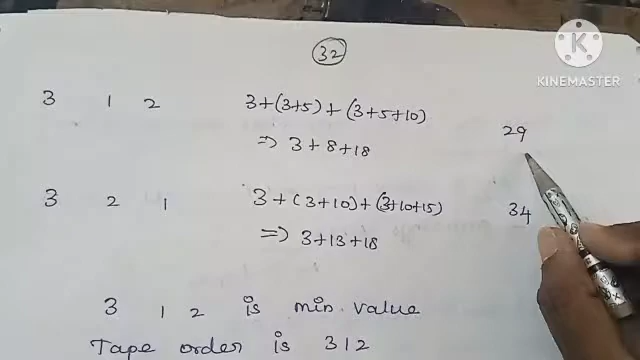 32
KINEMASTER
3 1 2 3+(3+5)+(3+5+10)
⇒ 3+8+18 29
3 2 1 3+(3+10)+(3+10+15) 34
⇒ 3+13+18
3 1 2 is min. value
Tape order is 312